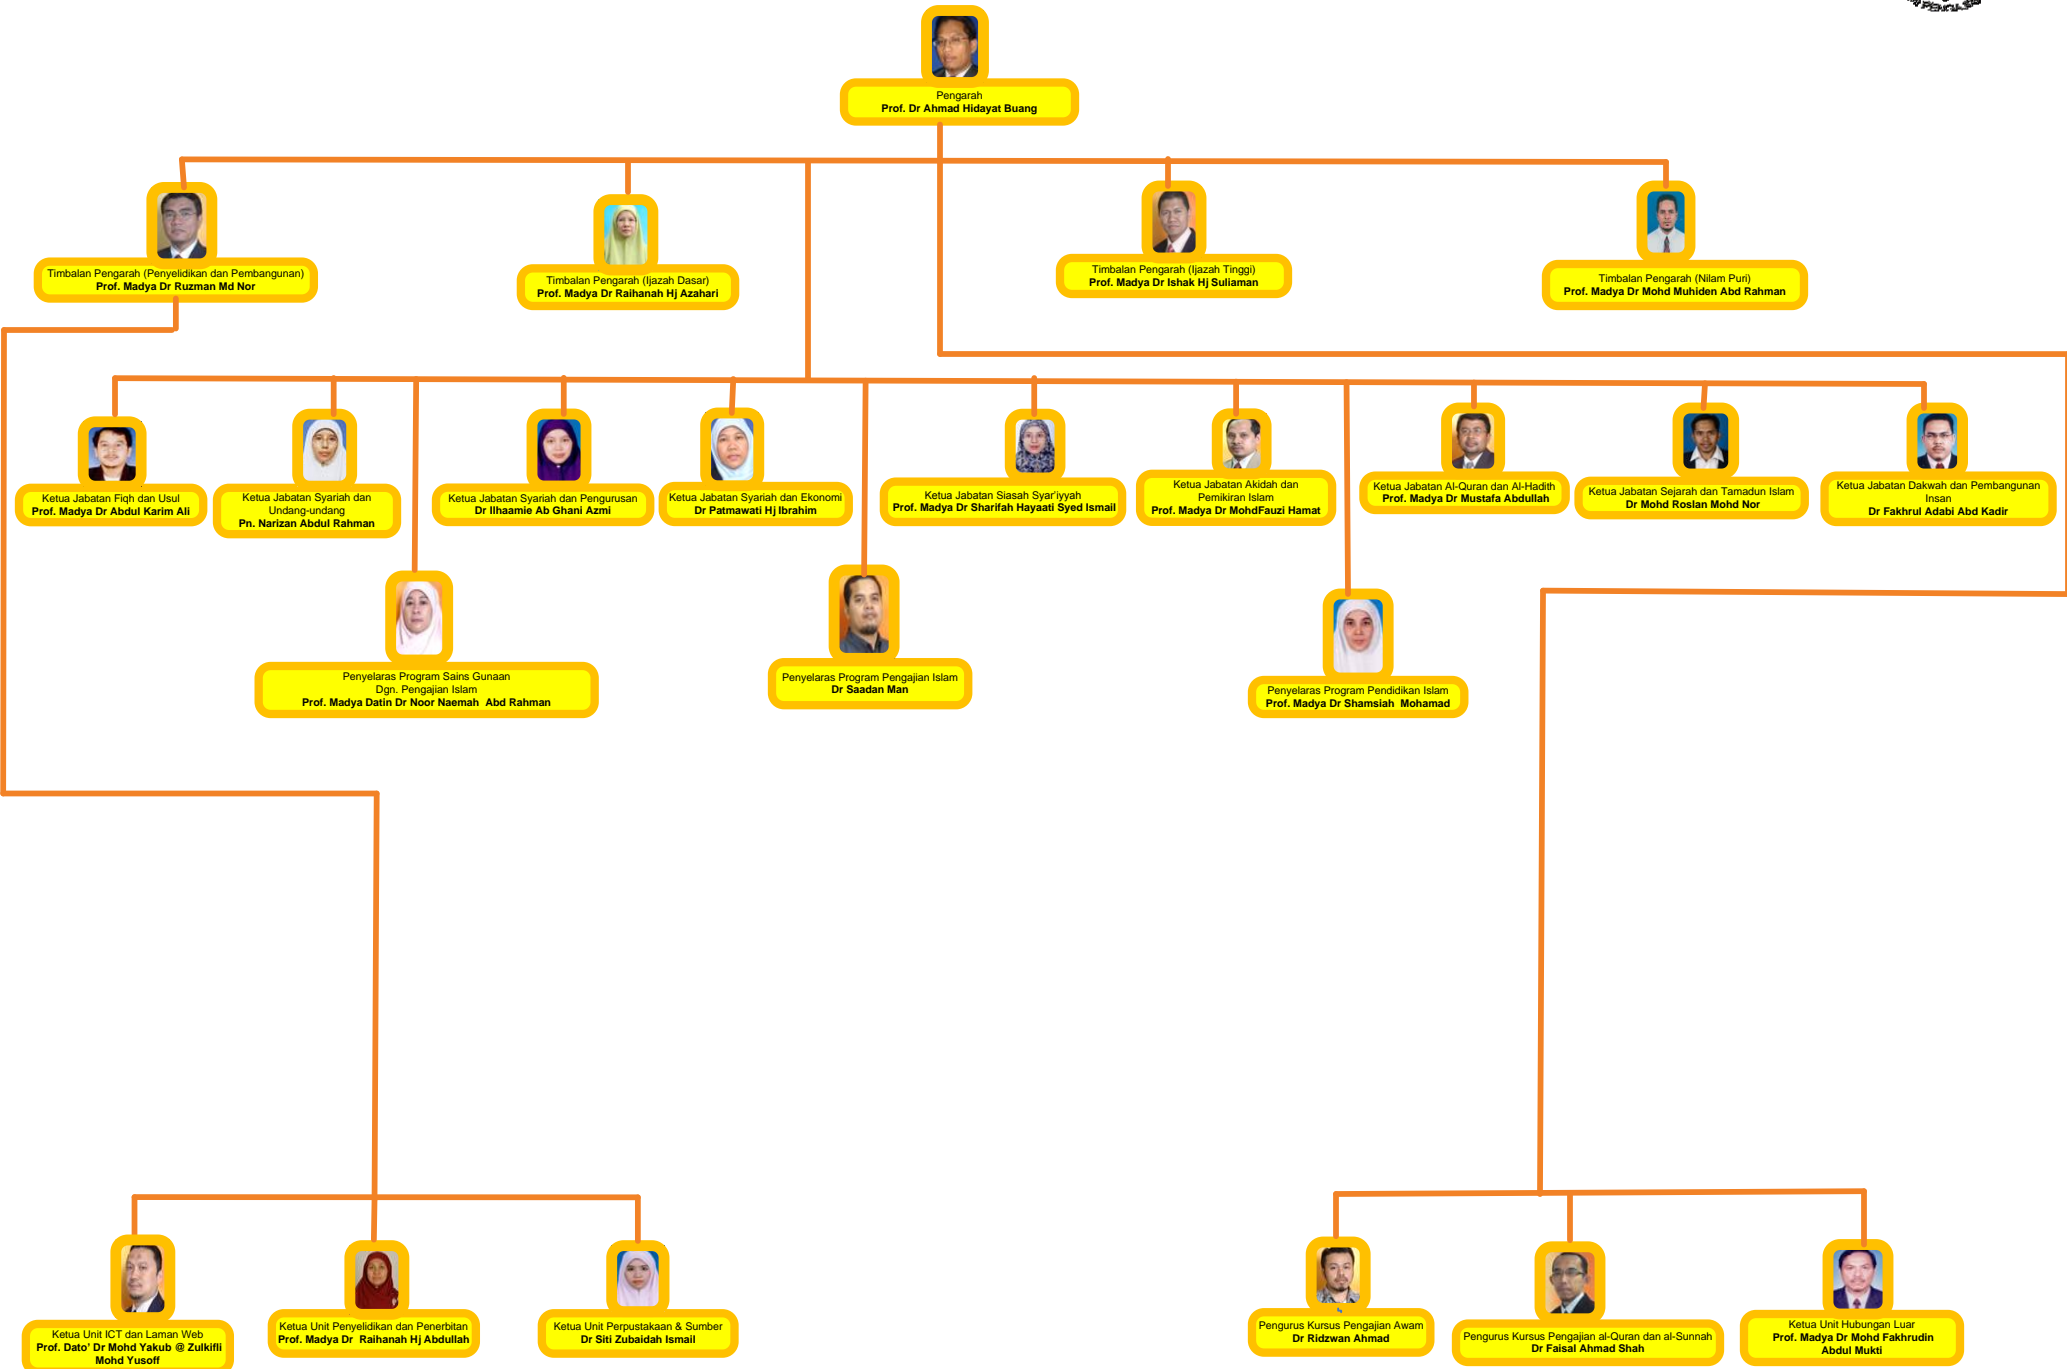 PENGAJIAN
Pengarah
Prof. Dr Ahmad Hidayat Buang
Timbalan Pengarah (Penyelidikan dan Pembangunan)
Prof. Madya Dr Ruzman Md Nor
Timbalan Pengarah (Ijazah Dasar)
Prof. Madya Dr Raihanah Hj Azahari
Timbalan Pengarah (Ijazah Tinggi)
Prof. Madya Dr Ishak Hj Suliaman
Timbalan Pengarah (Nilam Puri)
Prof. Madya Dr Mohd Muhiden Abd Rahman
Ketua Jabatan Fiqh dan Usul
Prof. Madya Dr Abdul Karim Ali
Ketua Jabatan Syariah dan
Undang-undang
Pn. Narizan Abdul Rahman
Ketua Jabatan Syariah dan Pengurusan
Dr Ilhaamie Ab Ghani Azmi
Ketua Jabatan Syariah dan Ekonomi
Dr Patmawati Hj Ibrahim
Ketua Jabatan Siasah Syar'iyyah
Prof. Madya Dr Sharifah Hayaati Syed Ismail
Ketua Jabatan Akidah dan
Pemikiran Islam
Prof. Madya Dr MohdFauzi Hamat
Ketua Jabatan Al-Quran dan Al-Hadith
Prof. Madya Dr Mustafa Abdullah
Ketua Jabatan Sejarah dan Tamadun Islam
Dr Mohd Roslan Mohd Nor
Ketua Jabatan Dakwah dan Pembangunan
Insan
Dr Fakhrul Adabi Abd Kadir
Penyelaras Program Sains Gunaan
Dgn. Pengajian Islam
Prof. Madya Datin Dr Noor Naemah Abd Rahman
Penyelaras Program Pengajian Islam
Dr Saadan Man
Penyelaras Program Pendidikan Islam
Prof. Madya Dr Shamsiah Mohamad
Ketua Unit ICT dan Laman Web
Prof. Dato' Dr Mohd Yakub @ Zulkifli
Mohd Yusoff
Ketua Unit Penyelidikan dan Penerbitan
Prof. Madya Dr Raihanah Hj Abdullah
Ketua Unit Perpustakaan & Sumber
Dr Siti Zubaidah Ismail
Pengurus Kursus Pengajian Awam
Dr Ridzwan Ahmad
Pengurus Kursus Pengajian al-Quran dan al-Sunnah
Dr Faisal Ahmad Shah
Ketua Unit Hubungan Luar
Prof. Madya Dr Mohd Fakhrudin
Abdul Mukti